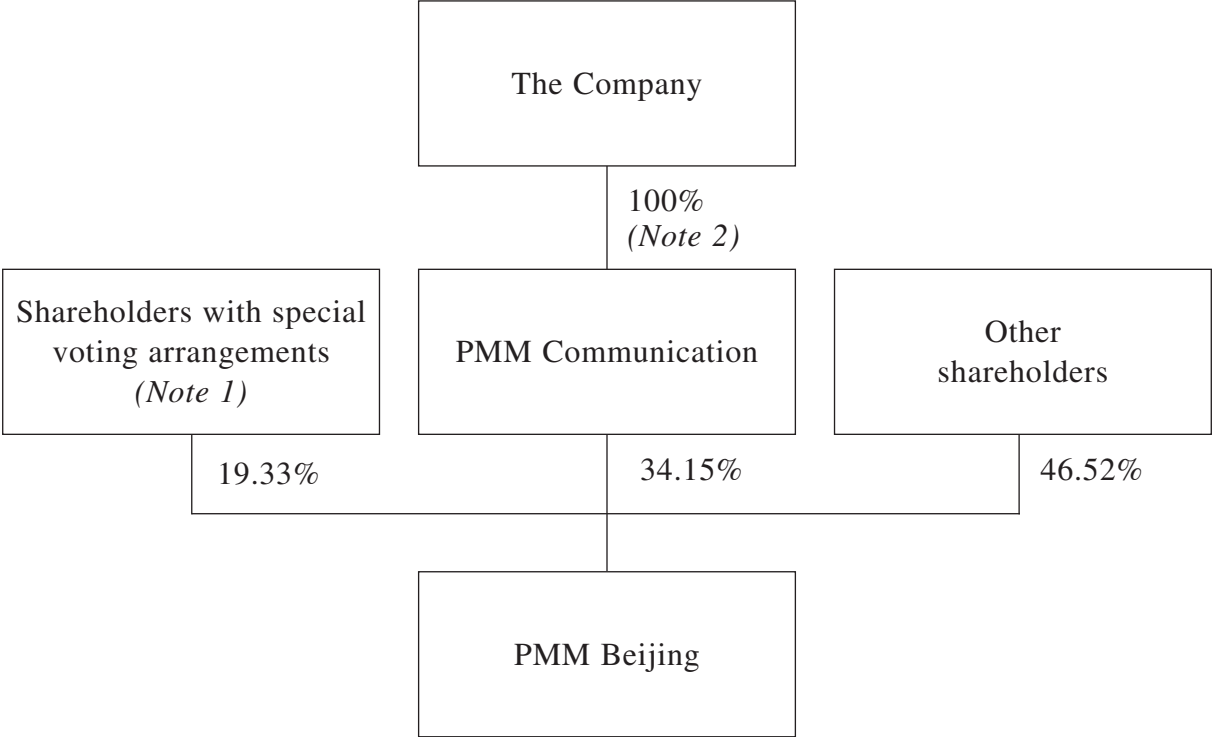 The Company
100%
(Note 2)
Shareholders with special
voting arrangements
(Note 1)
PMM Communication
Other
shareholders
19.33%
34.15%
46.52%
PMM Beijing